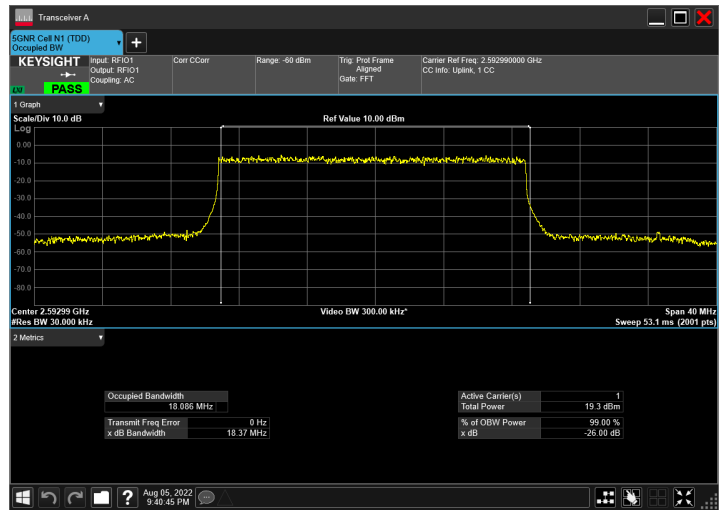 Transceiver A
5GNR Cell N1 (TDD)
Occupied BW
KEYSIGHT
LXI
PASS
Input: RFIO1
Output: RFIO1
Coupling: AC
Corr CCorr
Range: -60 dBm
Trig: Prot Frame
Aligned
Gate: FFT
Carrier Ref Freq: 2.592990000 GHz
CC Info: Uplink, 1 CC
1 Graph
Scale/Div 10.0 dB
Ref Value 10.00 dBm
Log
0.00
-10.0
-20.0
-30.0
-40.0
-50.0
-60.0
-70.0
-80.0
Center 2.59299 GHz
Video BW 300.00 kHz*
Span 40 MHz
#Res BW 30.000 kHz
Sweep 53.1 ms (2001 pts)
2 Metrics
Occupied Bandwidth
18.086 MHz
Transmit Freq Error 0 Hz
x dB Bandwidth 18.37 MHz
Active Carrier(s) 1
Total Power 19.3 dBm
% of OBW Power 99.00 %
x dB -26.00 dB
?
Aug 05, 2022
9:40:45 PM